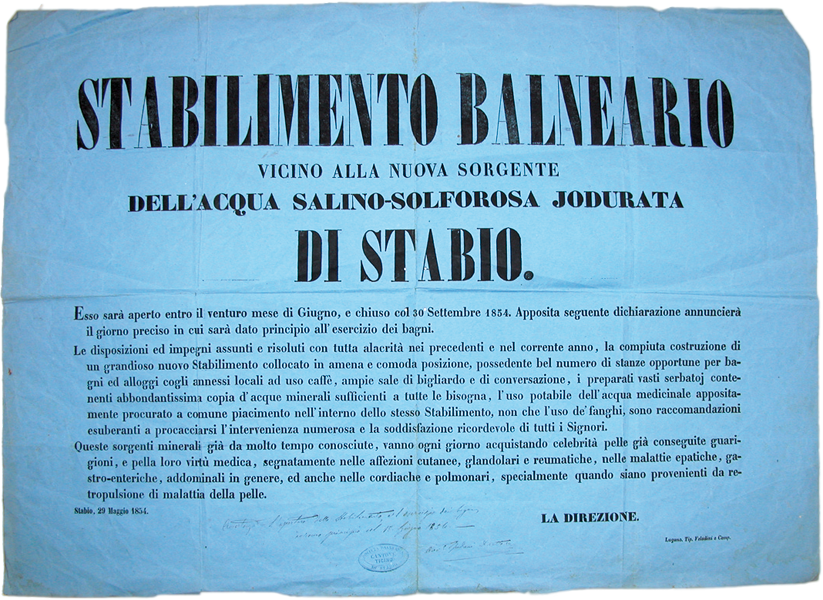 STABILIMENTO BALNEARIO
VICINO ALLA NUOVA SORGENTE
DELL'ACQUA SALINO-SOLFOROSA JODURATA
DI STABIO.
Esso sarà aperto entro il venturo mese di Giugno, e chiuso col 30 Settembre 1854. Apposita seguente dichiarazione annuncierà
il giorno preciso in cui sarà dato principio all'esercizio dei bagni.
Le disposizioni ed impegni assunti e risoluti con tutta alacrità nei precedenti e nel corrente anno, la compiuta costruzione di
un grandioso nuovo Stabilimento collocato in amena e comoda posizione, possedente bel numero di stanze opportune per ba-
gni ed alloggi cogli annessi locali ad uso caffè, ampie sale di bigliardo e di conversazione, i preparati vasti serbatoj conte-
nenti abbondantissima copia d'acque minerali sufficienti a tutte le bisogna, l'uso potabile dell'acqua medicinale apposita-
mente procurato a comune piacimento nell'interno dello stesso Stabilimento, non che l'uso de' fanghi, sono raccomandazioni
esuberanti a procacciarsi l'intervenienza numerosa e la soddisfazione ricordevole di tutti i Signori.
Queste sorgenti minerali già da molto tempo conosciute, vanno ogni giorno acquistando celebrità pelle già conseguite guari-
gioni, e pella loro virtù medica, segnatamente nelle affezioni cutanee, glandolari e reumatiche, nelle malattie epatiche, ga-
stro-enteriche, addominali in genere, ed anche nelle cordiache e polmonari, specialmente quando siano provenienti da re-
tropulsione di malattia della pelle.
Stabio, 29 Maggio 1854.
LA DIREZIONE.
Lugano, Tip. Veladini e Comp.